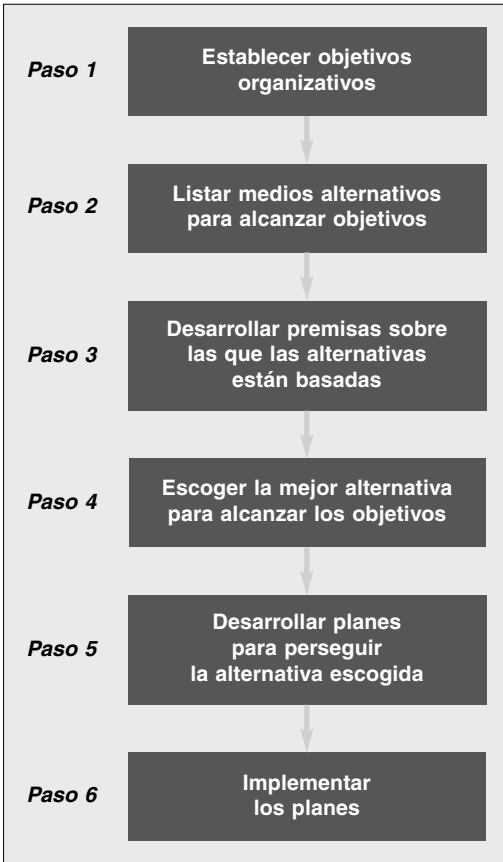 Paso 1
Establecer objetivos
organizativos
Paso 2
Listar medios alternativos
para alcanzar objetivos
Paso 3
Desarrollar premisas sobre
las que las alternativas
están basadas
Paso 4
Escoger la mejor alternativa
para alcanzar los objetivos
Paso 5
Desarrollar planes
para perseguir
la alternativa escogida
Paso 6
Implementar
los planes